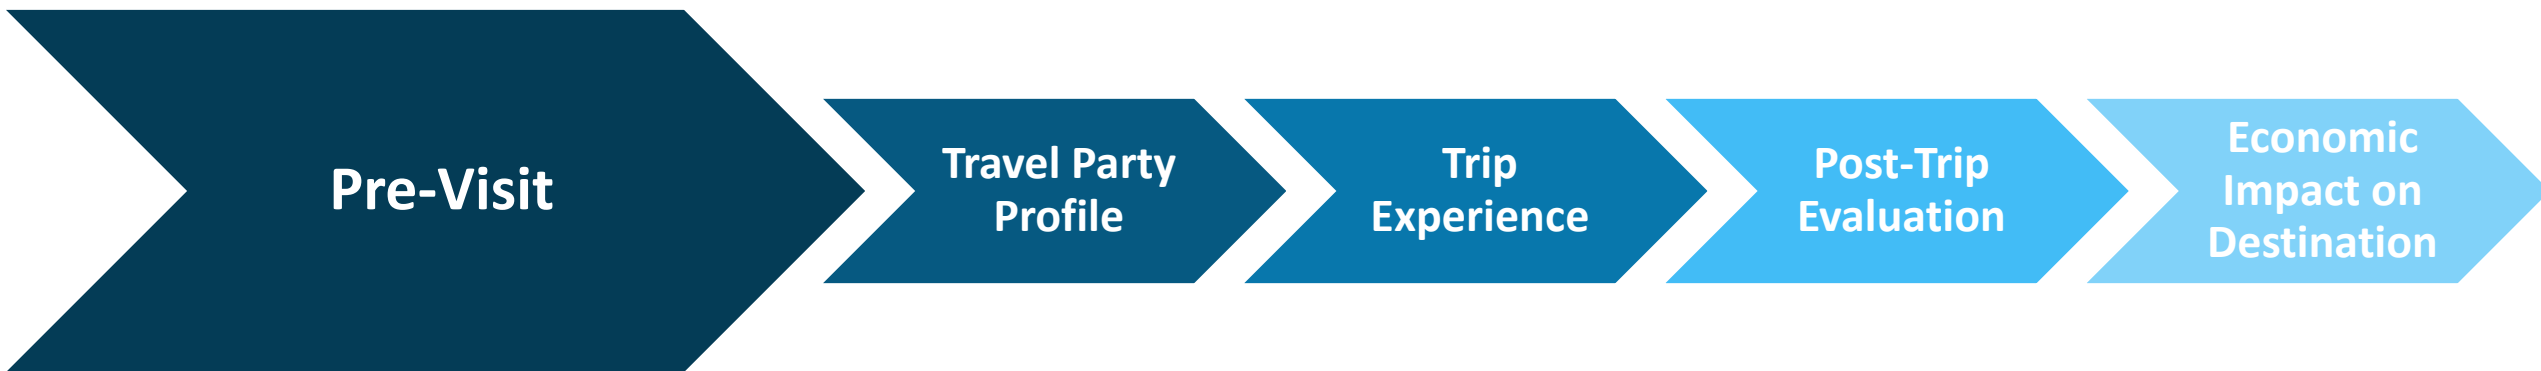 Pre-Visit
Travel Party
Profile
Trip
Experience
Post-Trip
Evaluation
Economic
Impact on
Destination